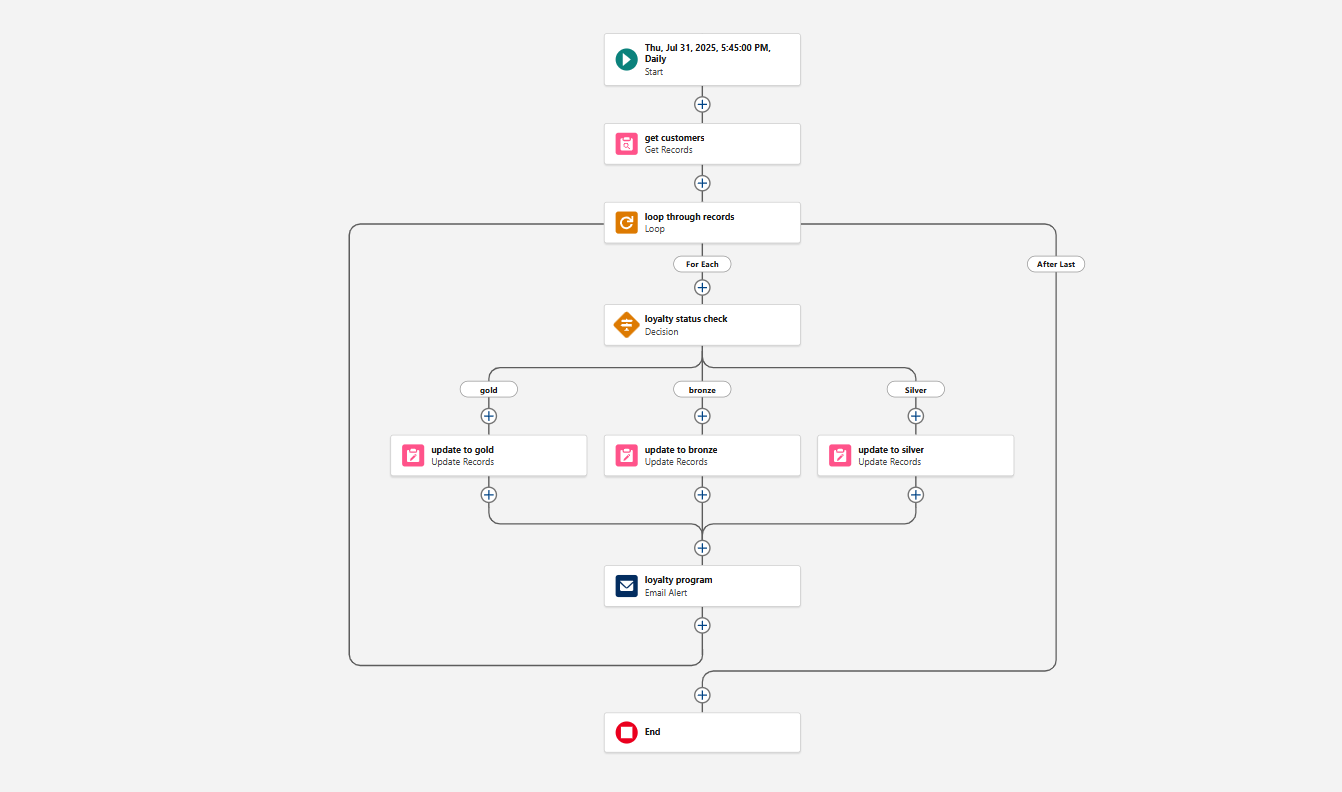 Thu, Jul 31, 2025, 5:45:00 PM,
Daily
Start
get customers
Get Records
loop through records
Loop
For Each
After Last
loyalty status check
Decision
gold
bronze
Silver
update to gold
Update Records
update to bronze
Update Records
update to silver
Update Records
loyalty program
Email Alert
End